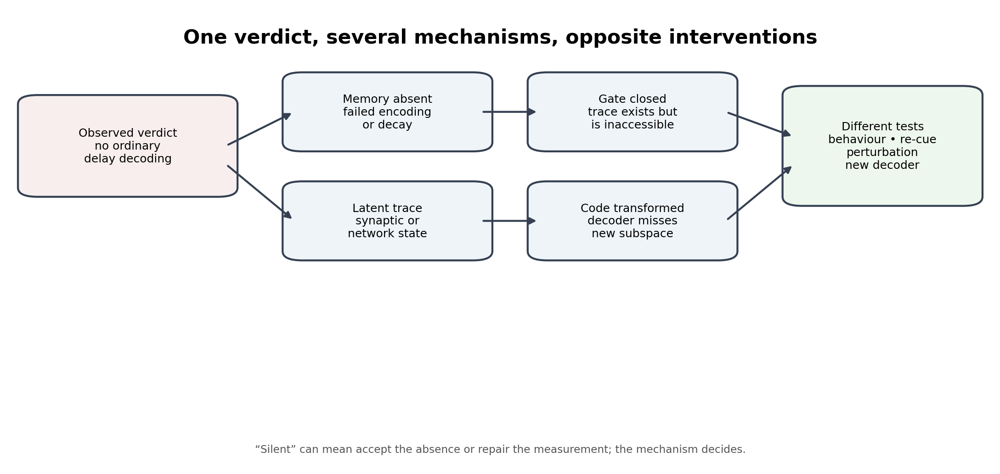 One verdict, several mechanisms, opposite interventions
Observed verdict
no ordinary
delay decoding
Memory absent
failed encoding
or decay
Gate closed
trace exists but
is inaccessible
Latent trace
synaptic or
network state
Code transformed
decoder misses
new subspace
Different tests
behaviour • re-cue
perturbation
new decoder
“Silent” can mean accept the absence or repair the measurement; the mechanism decides.